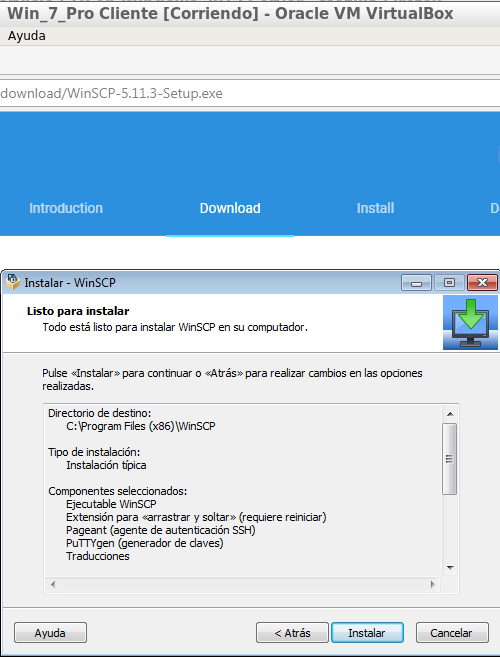 Win_7_Pro Cliente [Corriendo] - Oracle VM VirtualBox
Ayuda
download/WinSCP-5.11.3-Setup.exe
Introduction Download Install D
Instalar - WinSCP
Listo para instalar
Todo está listo para instalar WinSCP en su computador.
Pulse «Instalar» para continuar o «Atrás» para realizar cambios en las opciones
realizadas.
Directorio de destino:
C:\Program Files (x86)\WinSCP
Tipo de instalación:
Instalación típica
Componentes seleccionados:
Ejecutable WinSCP
Extensión para «arrastrar y soltar» (requiere reiniciar)
Pageant (agente de autenticación SSH)
PuTTYgen (generador de claves)
Traducciones
Ayuda < Atrás Instalar Cancelar